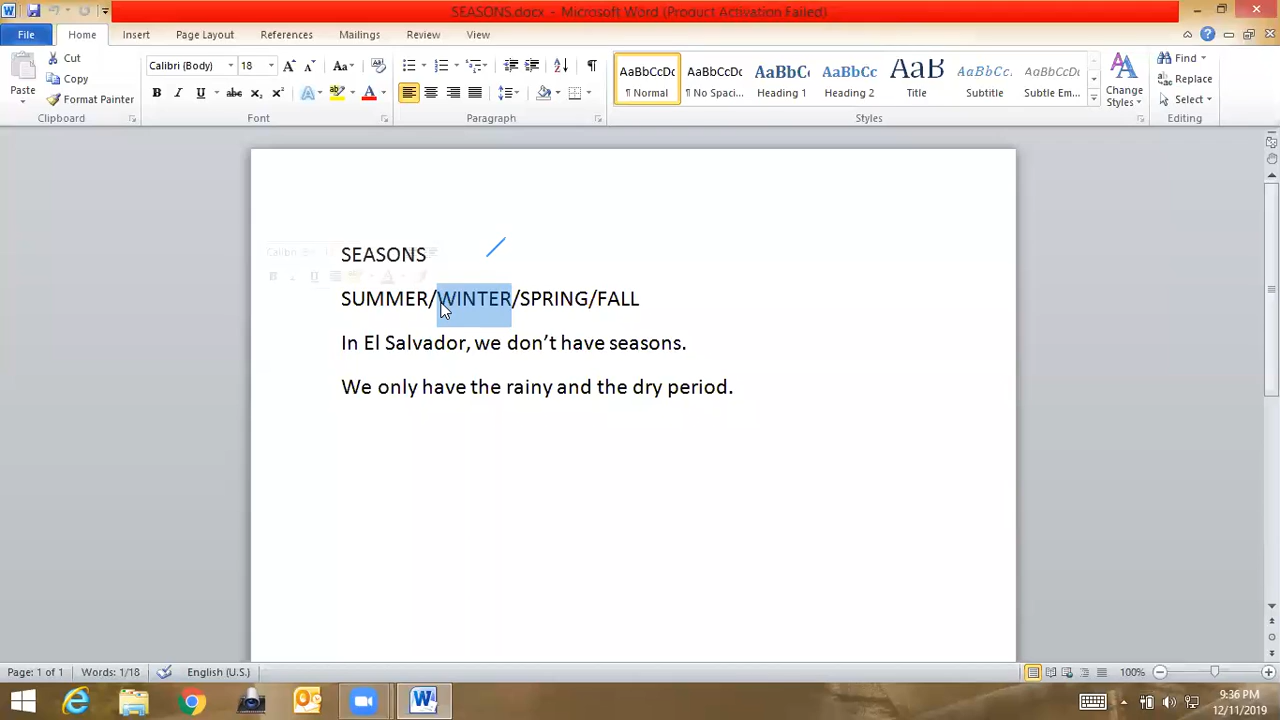 SEASONS.docx - Microsoft Word (Product Activation Failed)
File Home Insert Page Layout References Mailings Review View
Paste Cut Copy Format Painter
Calibri (Body) 18
AaBbCcDc ¶ Normal
AaBbCcDc ¶ No Spaci...
AaBbC Heading 1
AaBbCc Heading 2
AaB Title
AaBbCc. Subtitle
AaBbCcDc Subtle Em...
Change Styles
Find
Replace
Select
Clipboard Font Paragraph Styles Editing
SEASONS
SUMMER/WINTER/SPRING/FALL
In El Salvador, we don’t have seasons.
We only have the rainy and the dry period.
Page: 1 of 1 Words: 1/18 English (U.S.) 100%
9:36 PM
12/11/2019